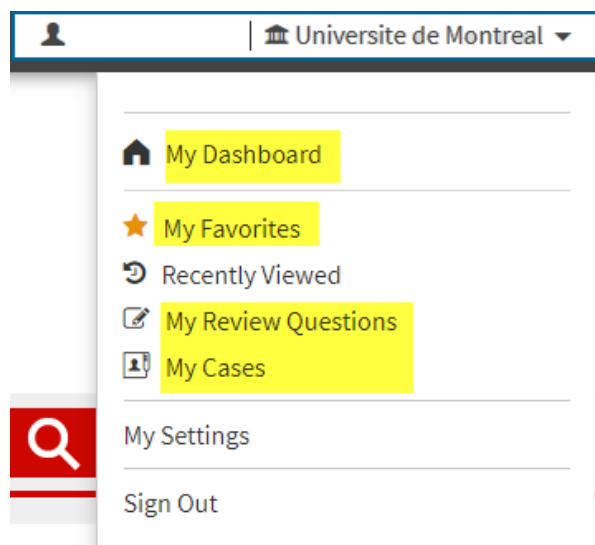 Universite de Montreal
My Dashboard
My Favorites
Recently Viewed
My Review Questions
My Cases
My Settings
Sign Out